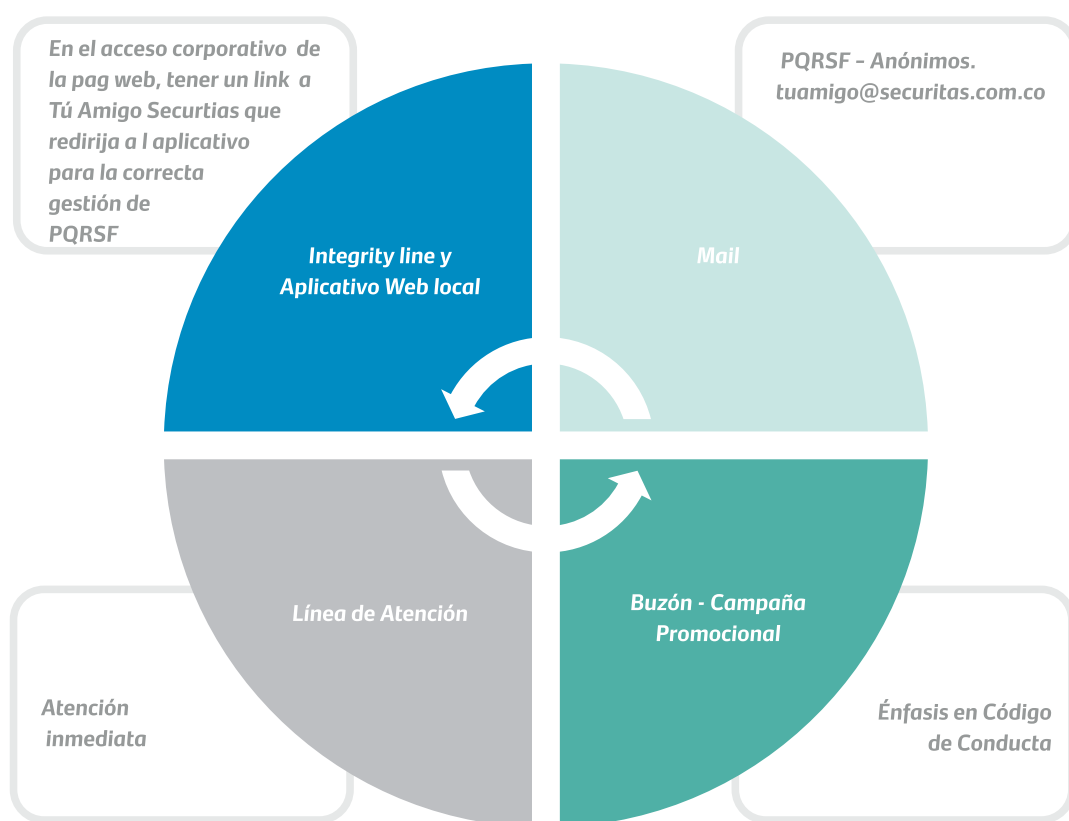 En el acceso corporativo de
la pag web, tener un link a
Tú Amigo Securtias que
redirija a l aplicativo
para la correcta
gestión de
PQRSF
PQRSF – Anónimos.
tuamigo@securitas.com.co
Integrity line y
Aplicativo Web local
Mail
Línea de Atención
Buzón - Campaña
Promocional
Atención
inmediata
Énfasis en Código
de Conducta